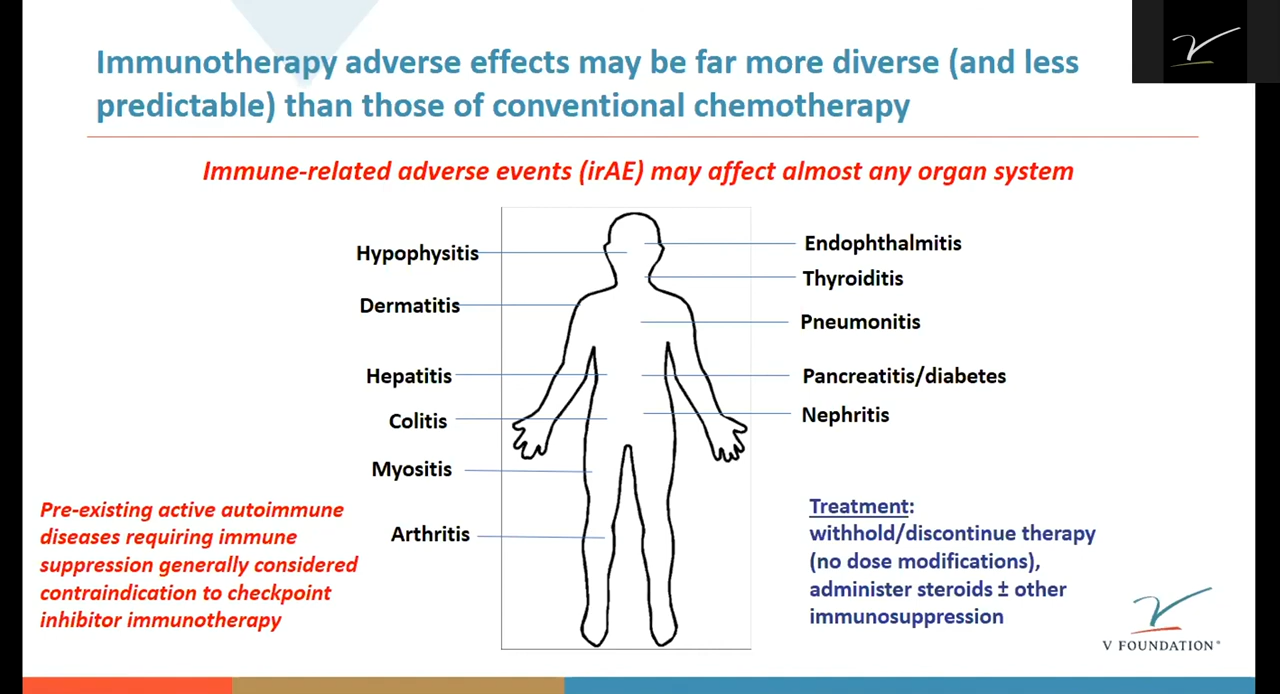 Immunotherapy adverse effects may be far more diverse (and less
predictable) than those of conventional chemotherapy
Immune-related adverse events (irAE) may affect almost any organ system
Hypophysitis
Dermatitis
Hepatitis
Colitis
Myositis
Arthritis
Endophthalmitis
Thyroiditis
Pneumonitis
Pancreatitis/diabetes
Nephritis
Pre-existing active autoimmune
diseases requiring immune
suppression generally considered
contraindication to checkpoint
inhibitor immunotherapy
Treatment:
withhold/discontinue therapy
(no dose modifications),
administer steroids ± other
immunosuppression
V FOUNDATION®